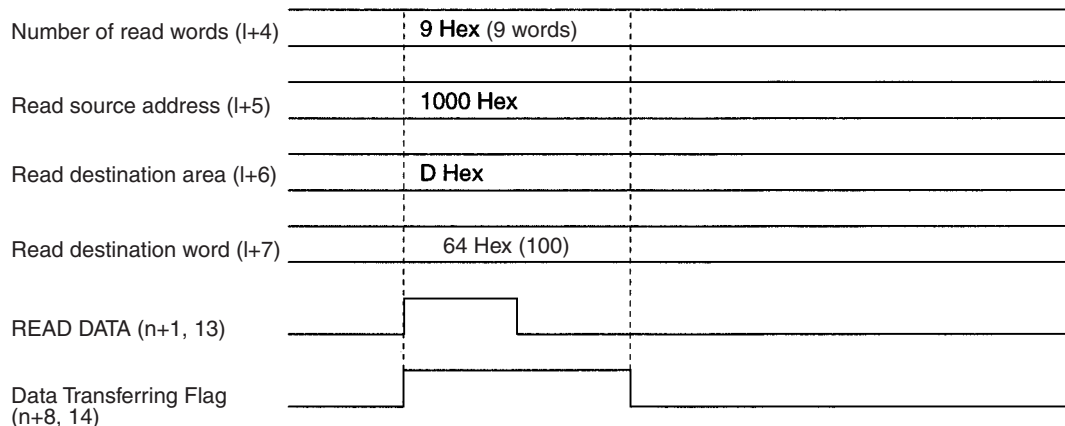 Number of read words (l+4) 9 Hex (9 words)
Read source address (l+5) 1000 Hex
Read destination area (l+6) D Hex
Read destination word (l+7) 64 Hex (100)
READ DATA (n+1, 13)
Data Transferring Flag
(n+8, 14)